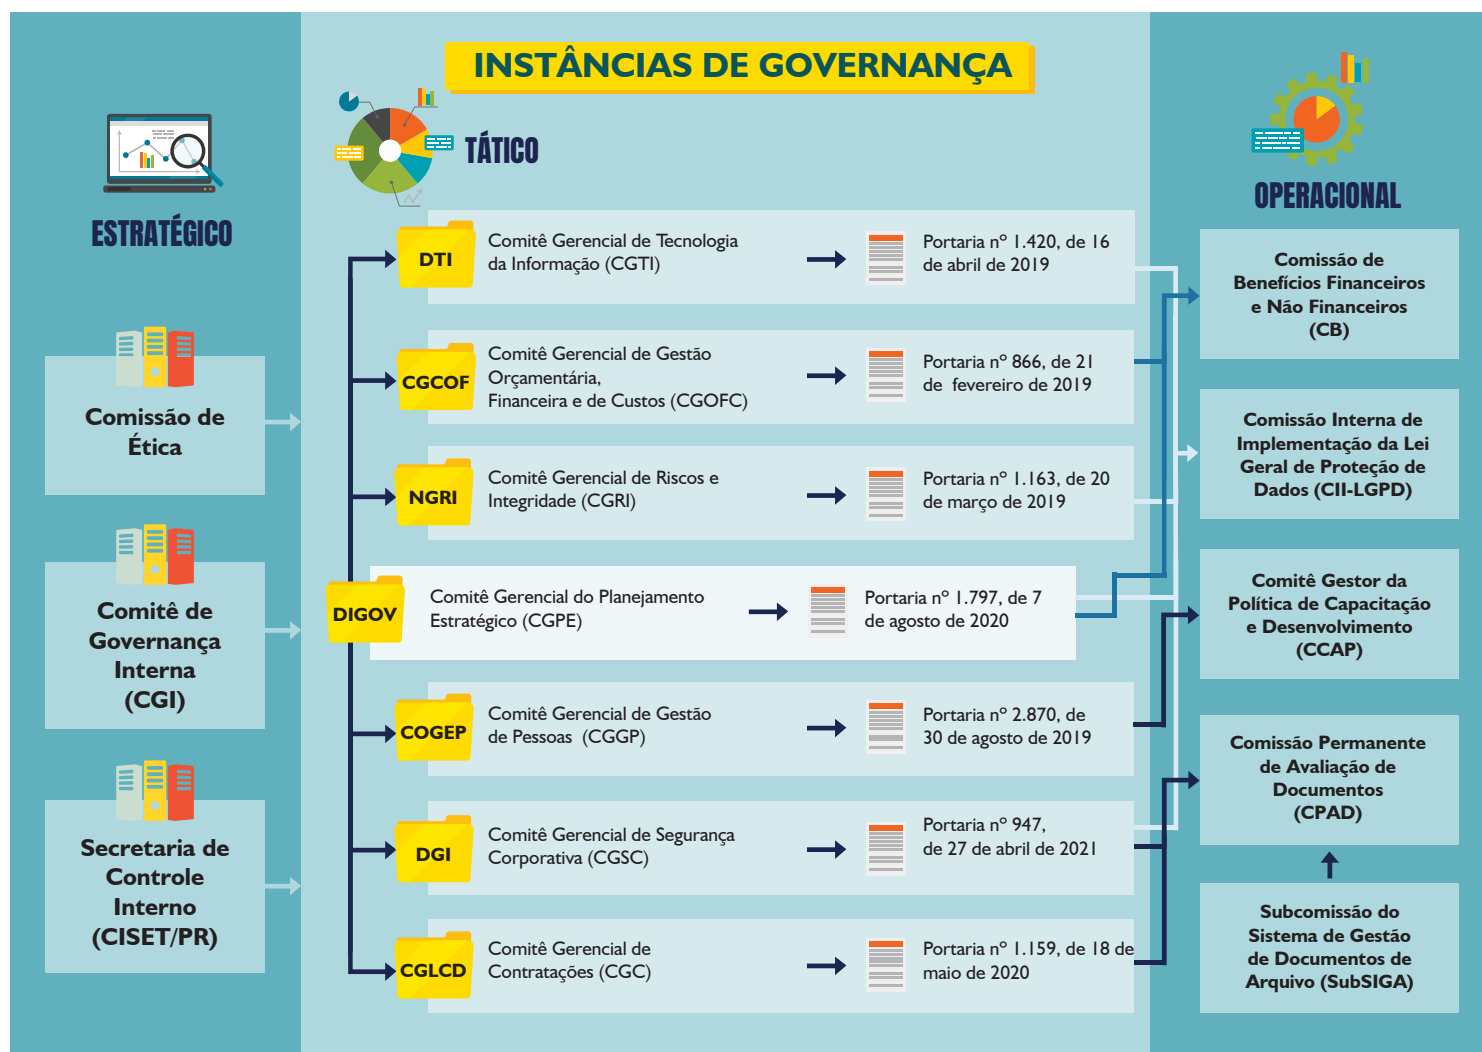 INSTÂNCIAS DE GOVERNANÇA
ESTRATÉGICO
Comissão de
Ética
Comitê de
Governança
Interna
(CGI)
Secretaria de
Controle
Interno
(CISET/PR)
TÁTICO
DTI
Comitê Gerencial de Tecnologia
da Informação (CGTI)
Portaria nº 1.420, de 16
de abril de 2019
CGCOF
Comitê Gerencial de Gestão
Orçamentária,
Financeira e de Custos (CGOFC)
Portaria nº 866, de 21
de fevereiro de 2019
NGRI
Comitê Gerencial de Riscos e
Integridade (CGRI)
Portaria nº 1.163, de 20
de março de 2019
DIGOV
Comitê Gerencial do Planejamento
Estratégico (CGPE)
Portaria nº 1.797, de 7
de agosto de 2020
COGEP
Comitê Gerencial de Gestão
de Pessoas (CGGP)
Portaria nº 2.870, de
30 de agosto de 2019
DGI
Comitê Gerencial de Segurança
Corporativa (CGSC)
Portaria nº 947,
de 27 de abril de 2021
CGLCD
Comitê Gerencial de
Contratações (CGC)
Portaria nº 1.159, de 18 de
maio de 2020
OPERACIONAL
Comissão de
Benefícios Financeiros
e Não Financeiros
(CB)
Comissão Interna de
Implementação da Lei
Geral de Proteção de
Dados (CII-LGPD)
Comitê Gestor da
Política de Capacitação
e Desenvolvimento
(CCAP)
Comissão Permanente
de Avaliação de
Documentos
(CPAD)
Subcomissão do
Sistema de Gestão
de Documentos de
Arquivo (SubSIGA)